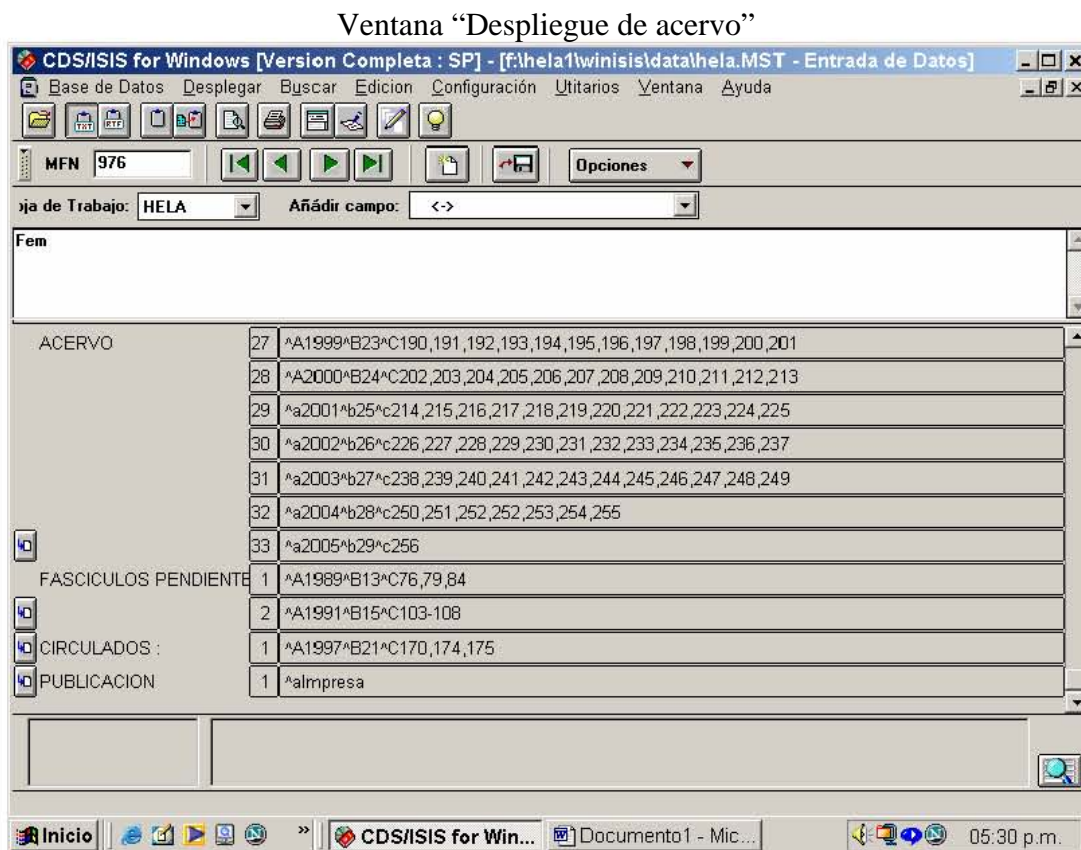 Ventana “Despliegue de acervo”
CDS/ISIS for Windows [Version Completa : SP] - [f:\hela1\winisis\data\hela.MST - Entrada de Datos]
Base de Datos Desplegar Buscar Edicion Configuración Utitarios Ventana Ayuda
TXT RTF
MFN 976 Opciones
oja de Trabajo: HELA Añádir campo: <->
Fem
ACERVO 27 ^A1999^B23^C190,191,192,193,194,195,196,197,198,199,200,201
28 ^A2000^B24^C202,203,204,205,206,207,208,209,210,211,212,213
29 ^a2001^b25^c214,215,216,217,218,219,220,221,222,223,224,225
30 ^a2002^b26^c226,227,228,229,230,231,232,233,234,235,236,237
31 ^a2003^b27^c238,239,240,241,242,243,244,245,246,247,248,249
32 ^a2004^b28^c250,251,252,252,253,254,255
33 ^a2005^b29^c256
FASCICULOS PENDIENTE 1 ^A1989^B13^C76,79,84
2 ^A1991^B15^C103-108
CIRCULADOS : 1 ^A1997^B21^C170,174,175
PUBLICACION 1 ^aImpresa
Inicio » CDS/ISIS for Win... Documento1 - Mic... 05:30 p.m.